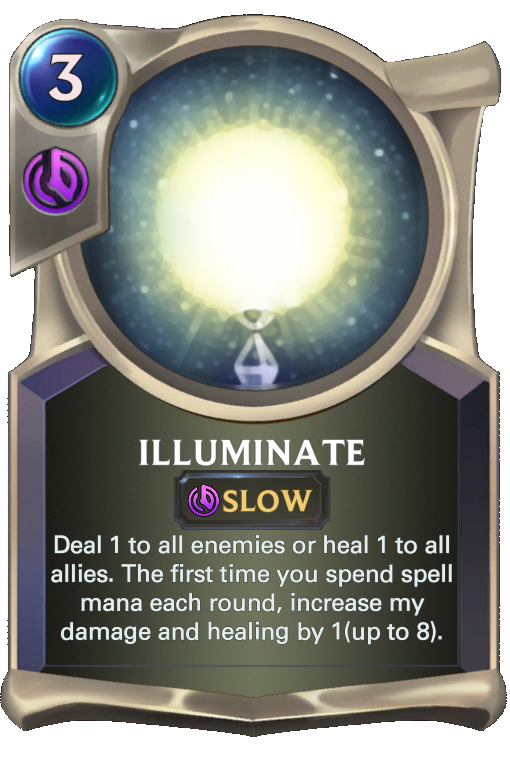 3
ILLUMINATE
SLOW
Deal 1 to all enemies or heal 1 to all
allies. The first time you spend spell
mana each round, increase my
damage and healing by 1(up to 8).